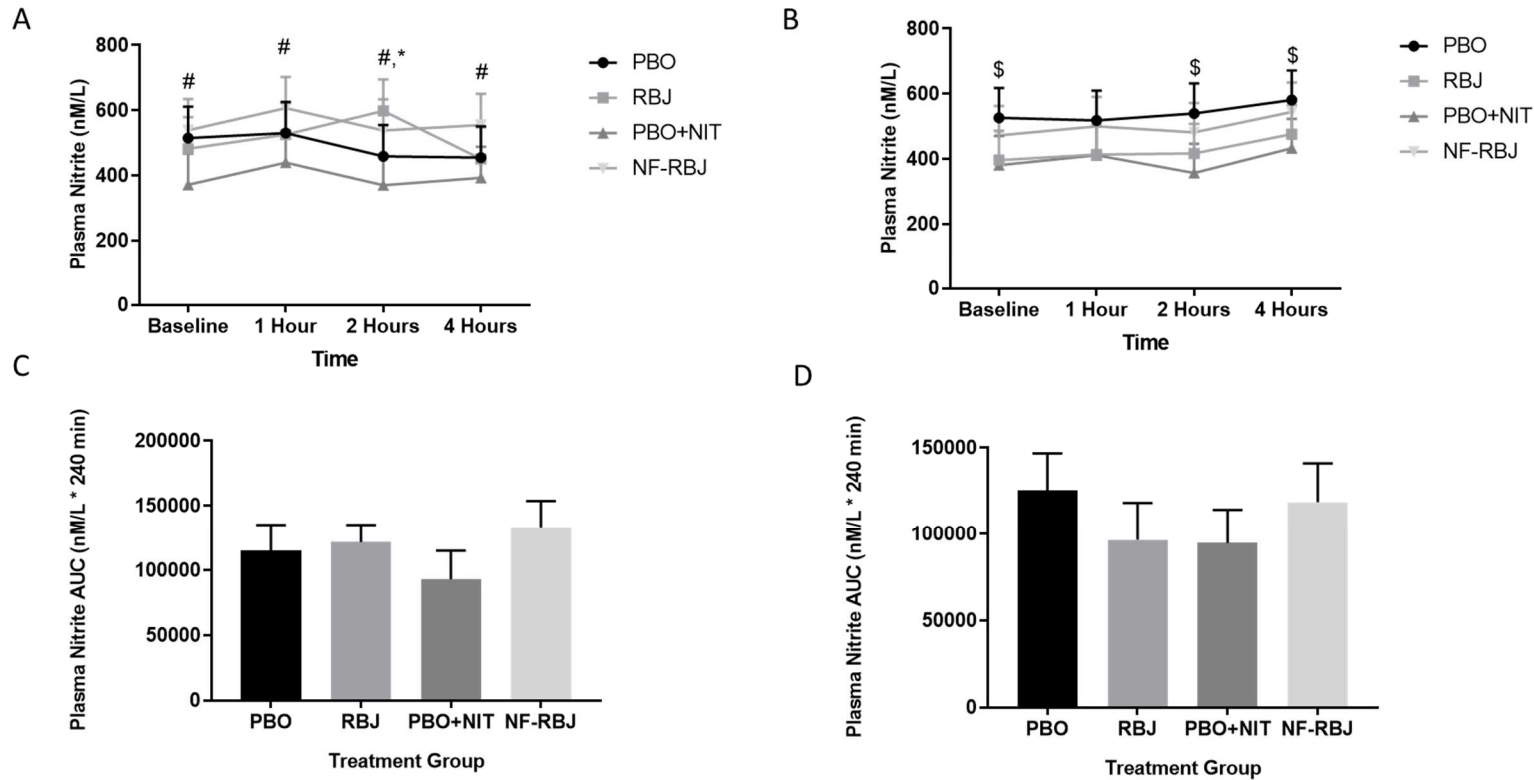 A
Plasma Nitrite (nM/L)
800
600
400
200
0
#
#
#,*
#
Baseline
1 Hour
2 Hours
4 Hours
Time
PBO
RBJ
PBO+NIT
NF-RBJ
B
Plasma Nitrite (nM/L)
800
600
400
200
0
$
$
$
Baseline
1 Hour
2 Hours
4 Hours
Time
PBO
RBJ
PBO+NIT
NF-RBJ
C
Plasma Nitrite AUC (nM/L * 240 min)
200000
150000
100000
50000
0
PBO
RBJ
PBO+NIT
NF-RBJ
Treatment Group
D
Plasma Nitrite AUC (nM/L * 240 min)
150000
100000
50000
0
PBO
RBJ
PBO+NIT
NF-RBJ
Treatment Group